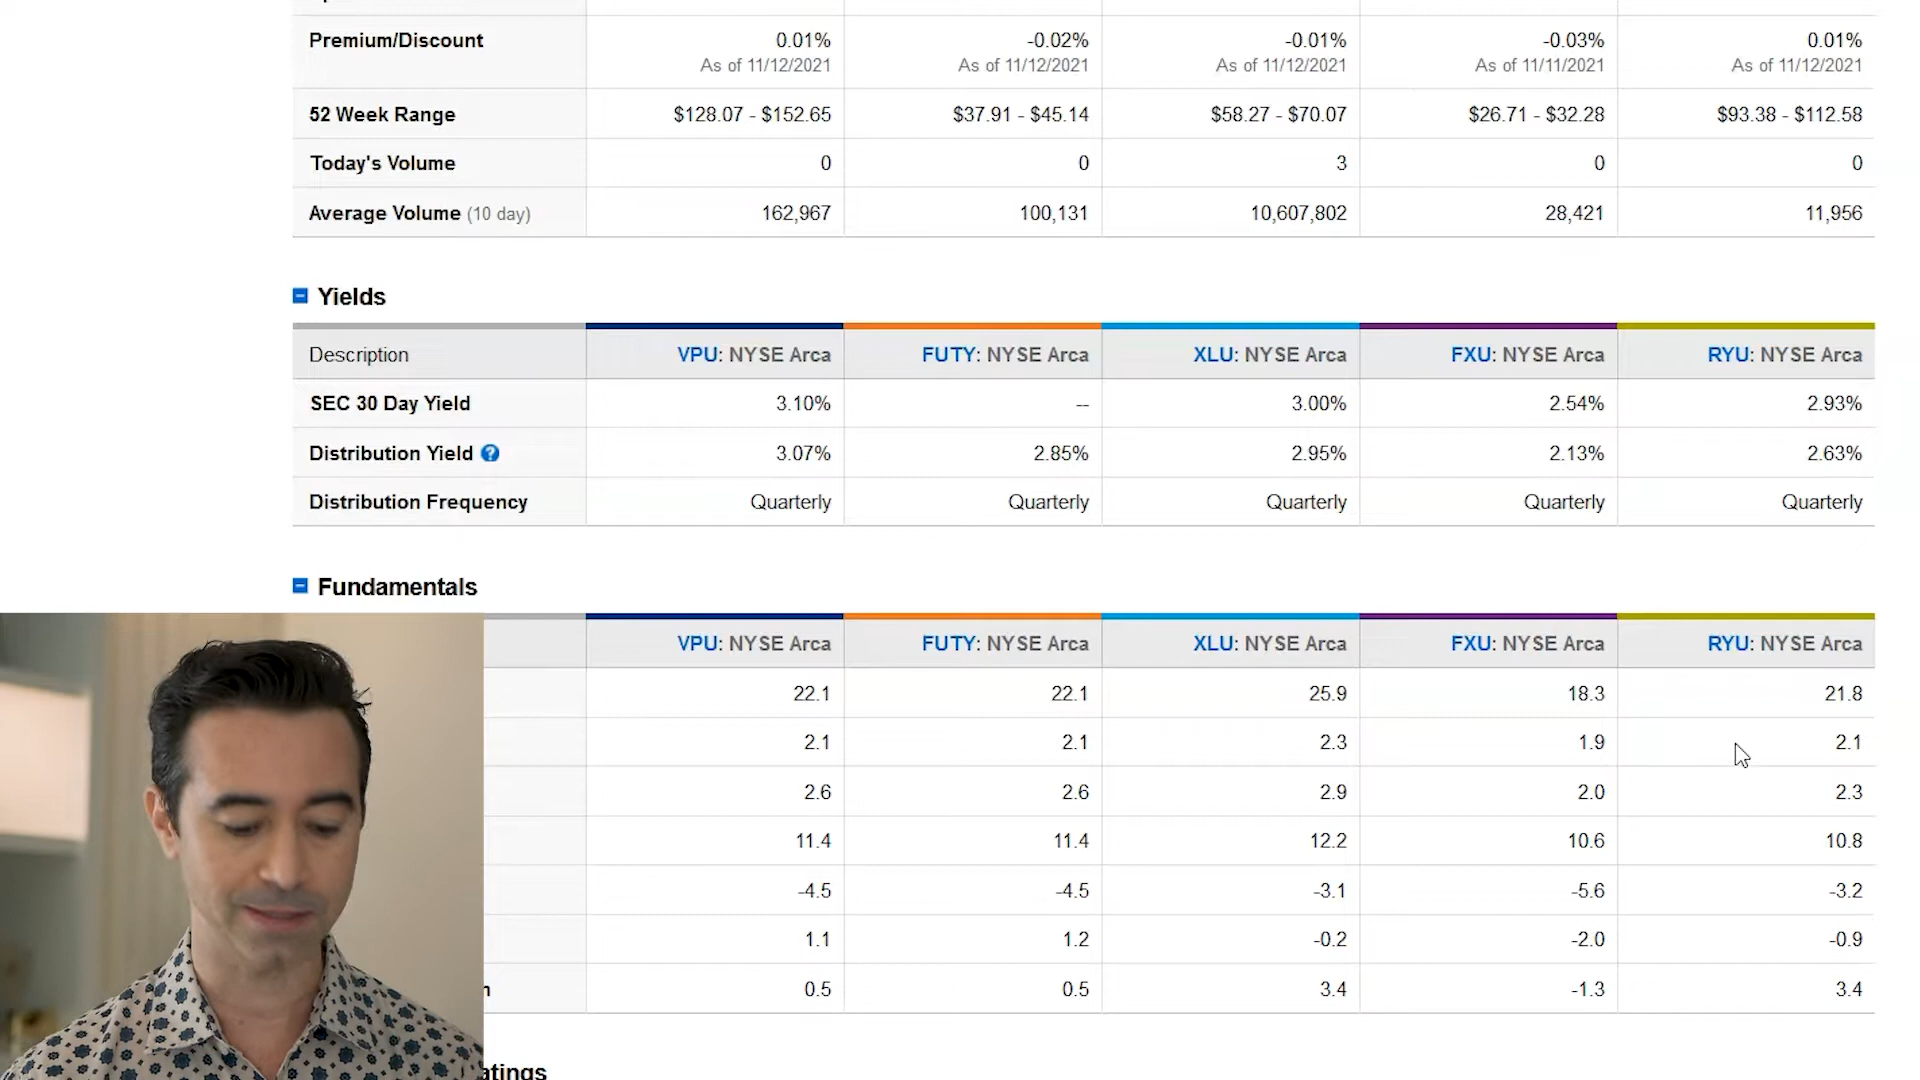 Premium/Discount 0.01% -0.02% -0.01% -0.03% 0.01%
As of 11/12/2021 As of 11/12/2021 As of 11/12/2021 As of 11/11/2021 As of 11/12/2021
52 Week Range $128.07 - $152.65 $37.91 - $45.14 $58.27 - $70.07 $26.71 - $32.28 $93.38 - $112.58
Today's Volume 0 0 3 0 0
Average Volume (10 day) 162,967 100,131 10,607,802 28,421 11,956
Yields
Description VPU: NYSE Arca FUTY: NYSE Arca XLU: NYSE Arca FXU: NYSE Arca RYU: NYSE Arca
SEC 30 Day Yield 3.10% -- 3.00% 2.54% 2.93%
Distribution Yield ? 3.07% 2.85% 2.95% 2.13% 2.63%
Distribution Frequency Quarterly Quarterly Quarterly Quarterly Quarterly
Fundamentals
VPU: NYSE Arca FUTY: NYSE Arca XLU: NYSE Arca FXU: NYSE Arca RYU: NYSE Arca
22.1 22.1 25.9 18.3 21.8
2.1 2.1 2.3 1.9 2.1
2.6 2.6 2.9 2.0 2.3
11.4 11.4 12.2 10.6 10.8
-4.5 -4.5 -3.1 -5.6 -3.2
1.1 1.2 -0.2 -2.0 -0.9
0.5 0.5 3.4 -1.3 3.4
atings